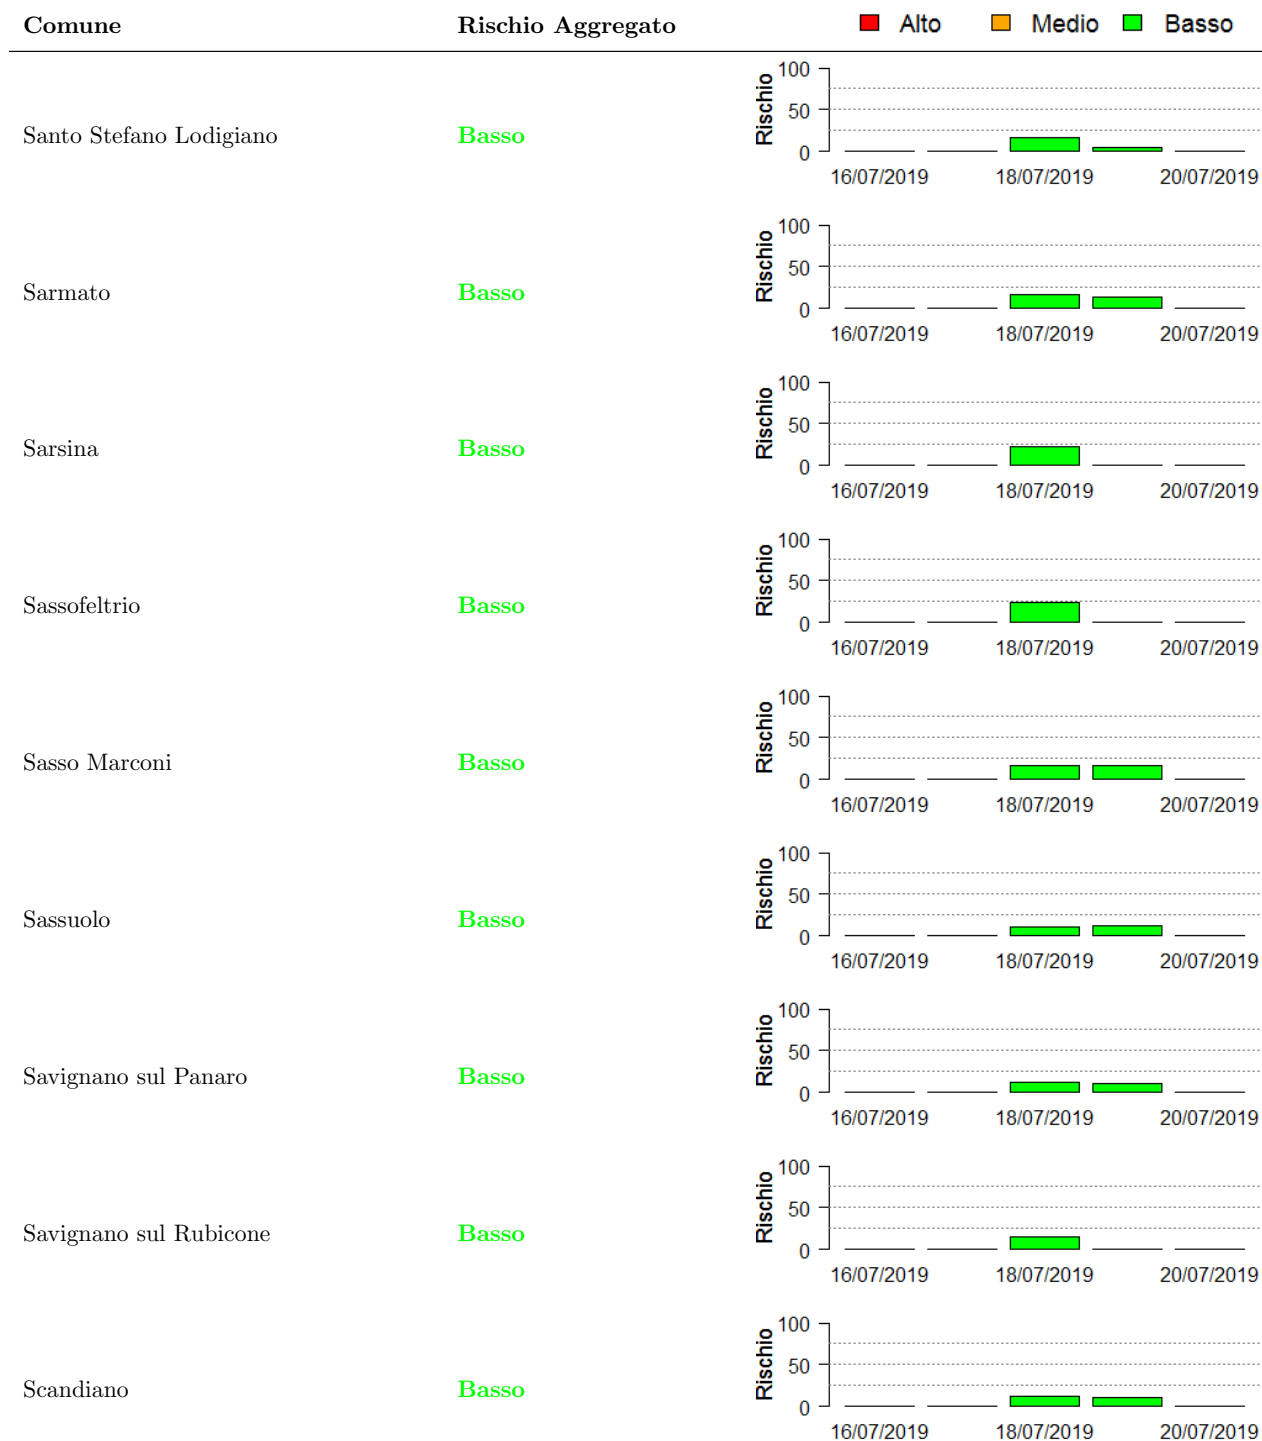 Comune Rischio Aggregato Alto Medio Basso
Santo Stefano Lodigiano Basso
Rischio
100
50
0
16/07/2019 18/07/2019 20/07/2019
Sarmato Basso
Rischio
100
50
0
16/07/2019 18/07/2019 20/07/2019
Sarsina Basso
Rischio
100
50
0
16/07/2019 18/07/2019 20/07/2019
Sassofeltrio Basso
Rischio
100
50
0
16/07/2019 18/07/2019 20/07/2019
Sasso Marconi Basso
Rischio
100
50
0
16/07/2019 18/07/2019 20/07/2019
Sassuolo Basso
Rischio
100
50
0
16/07/2019 18/07/2019 20/07/2019
Savignano sul Panaro Basso
Rischio
100
50
0
16/07/2019 18/07/2019 20/07/2019
Savignano sul Rubicone Basso
Rischio
100
50
0
16/07/2019 18/07/2019 20/07/2019
Scandiano Basso
Rischio
100
50
0
16/07/2019 18/07/2019 20/07/2019